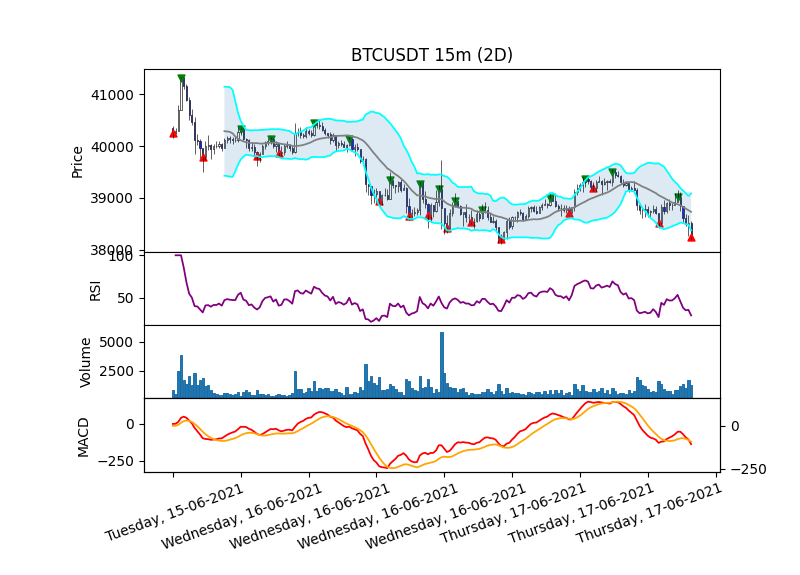 BTCUSDT 15m (2D)
41000
40000
39000
38000
Price
100
50
RSI
5000
2500
Volume
0
−250
MACD
0
−250
Tuesday, 15-06-2021
Wednesday, 16-06-2021
Wednesday, 16-06-2021
Wednesday, 16-06-2021
Wednesday, 16-06-2021
Thursday, 17-06-2021
Thursday, 17-06-2021
Thursday, 17-06-2021